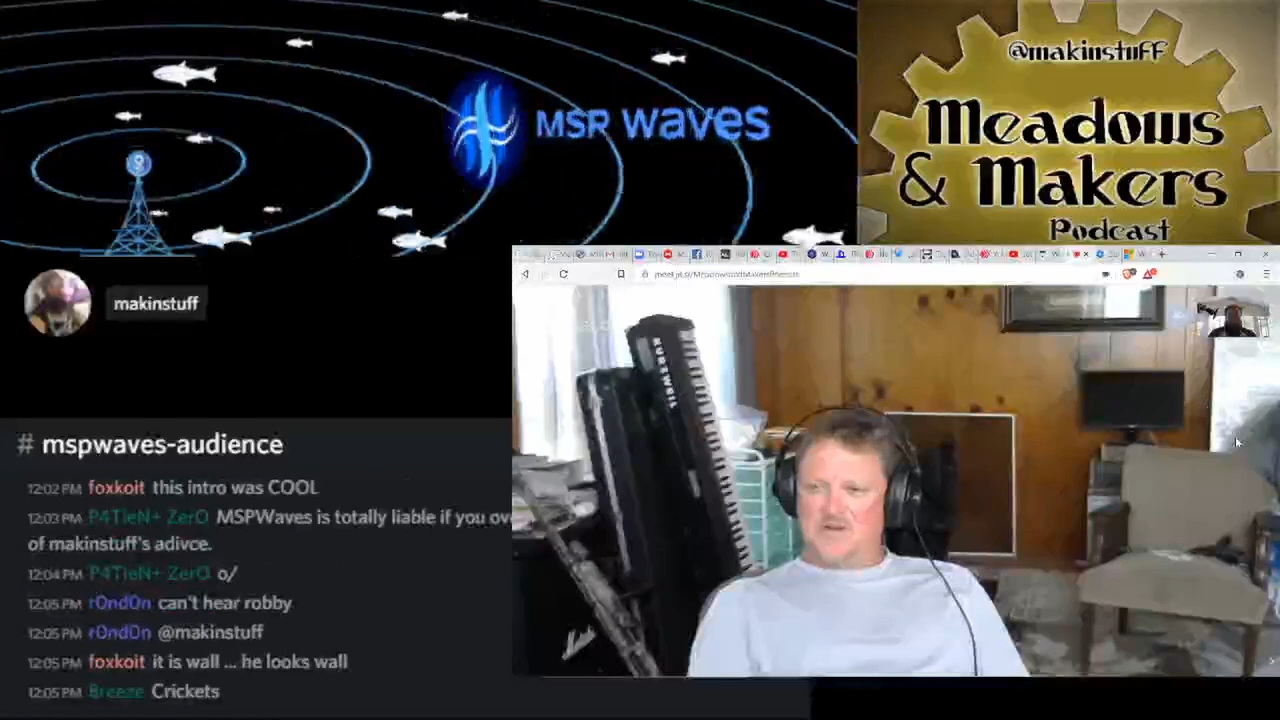 MSP waves
@makinstuff
Meadows
& Makers
Podcast
makinstuff
KURZWEIL
# mspwaves-audience
12:02 PM foxkoit this intro was COOL
12:03 PM P4TIeN+ ZerO MSPWaves is totally liable if you ov
of makinstuff's adivce.
12:04 PM P4TIeN+ ZerO o/
12:05 PM r0nd0n can't hear robby
12:05 PM r0nd0n @makinstuff
12:05 PM foxkoit it is wall ... he looks wall
12:05 PM Breeze Crickets